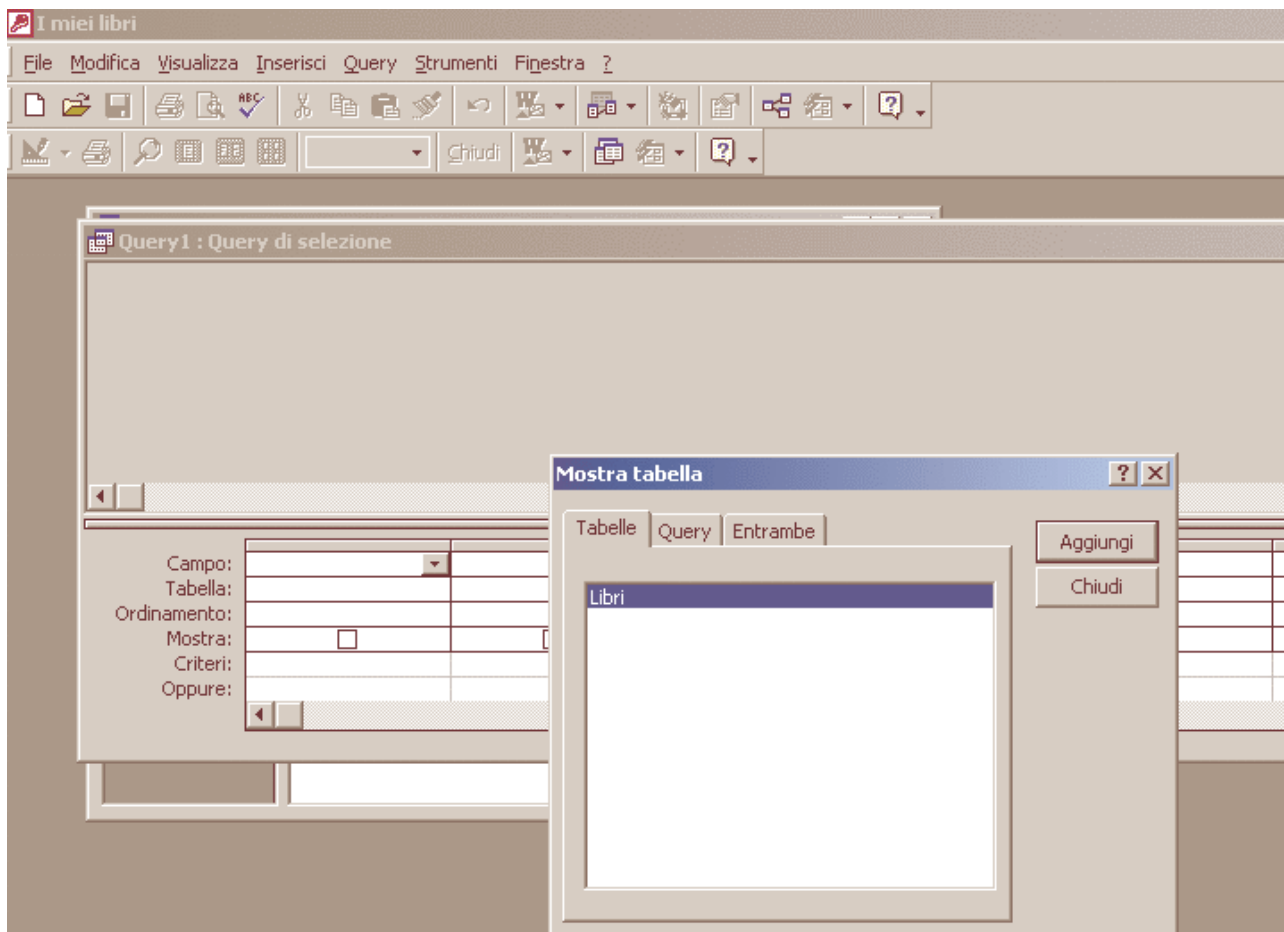 I miei libri
File Modifica Visualizza Inserisci Query Strumenti Finestra ?
ABC
Chiudi
Query1 : Query di selezione
Mostra tabella
Tabelle Query Entrambe
Aggiungi
Chiudi
Libri
Campo:
Tabella:
Ordinamento:
Mostra:
Criteri:
Oppure: